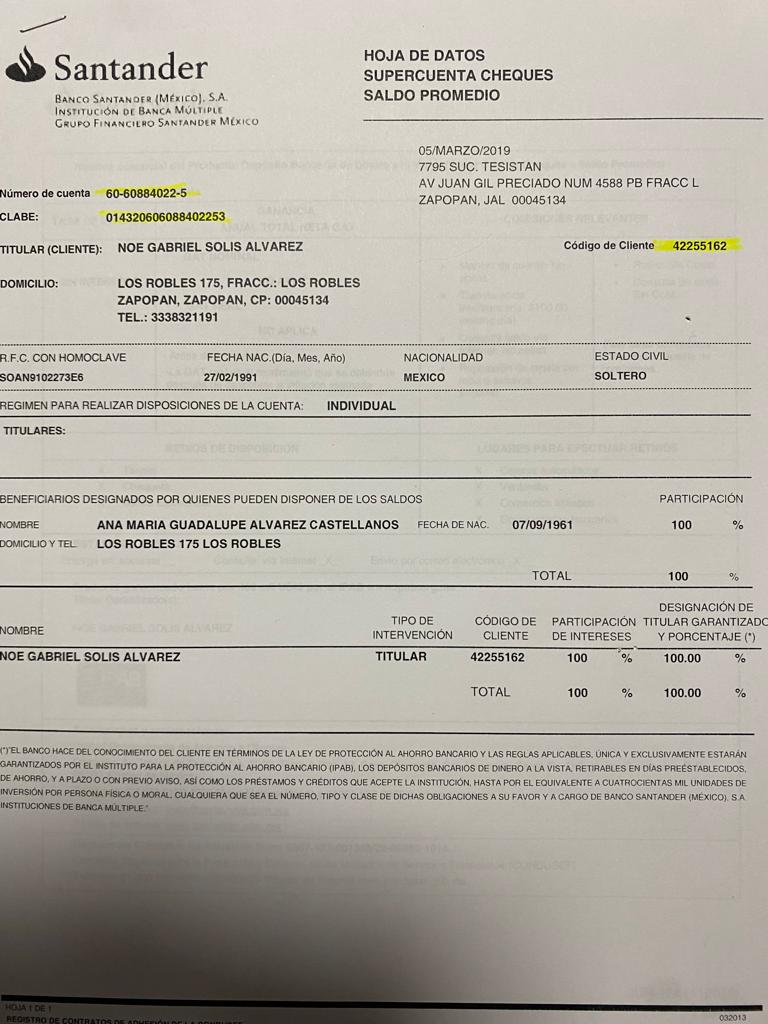 Santander
BANCO SANTANDER (MÉXICO), S.A.
INSTITUCIÓN DE BANCA MÚLTIPLE
GRUPO FINANCIERO SANTANDER MÉXICO
HOJA DE DATOS
SUPERCUENTA CHEQUES
SALDO PROMEDIO
05/MARZO/2019
7795 SUC. TESISTAN
AV JUAN GIL PRECIADO NUM 4588 PB FRACC L
ZAPOPAN, JAL 00045134
Número de cuenta 60-60884022-5
CLABE: 014320606088402253
TITULAR (CLIENTE): NOE GABRIEL SOLIS ALVAREZ Código de Cliente 42255162
DOMICILIO: LOS ROBLES 175, FRACC.: LOS ROBLES
ZAPOPAN, ZAPOPAN, CP: 00045134
TEL.: 3338321191
R.F.C. CON HOMOCLAVE FECHA NAC.(Día, Mes, Año) NACIONALIDAD ESTADO CIVIL
SOAN9102273E6 27/02/1991 MEXICO SOLTERO
REGIMEN PARA REALIZAR DISPOSICIONES DE LA CUENTA: INDIVIDUAL
TITULARES:
BENEFICIARIOS DESIGNADOS POR QUIENES PUEDEN DISPONER DE LOS SALDOS PARTICIPACIÓN
NOMBRE ANA MARIA GUADALUPE ALVAREZ CASTELLANOS FECHA DE NAC. 07/09/1961 100 %
DOMICILIO Y TEL. LOS ROBLES 175 LOS ROBLES
TOTAL 100 %
NOMBRE TIPO DE INTERVENCIÓN CÓDIGO DE CLIENTE PARTICIPACIÓN DE INTERESES DESIGNACIÓN DE TITULAR GARANTIZADO Y PORCENTAJE (*)
NOE GABRIEL SOLIS ALVAREZ TITULAR 42255162 100 % 100.00 %
TOTAL 100 % 100.00 %
(*)"EL BANCO HACE DEL CONOCIMIENTO DEL CLIENTE EN TÉRMINOS DE LA LEY DE PROTECCIÓN AL AHORRO BANCARIO Y LAS REGLAS APLICABLES, ÚNICA Y EXCLUSIVAMENTE ESTARÁN
GARANTIZADOS POR EL INSTITUTO PARA LA PROTECCIÓN AL AHORRO BANCARIO (IPAB), LOS DEPÓSITOS BANCARIOS DE DINERO A LA VISTA, RETIRABLES EN DÍAS PREÉSTABLECIDOS,
DE AHORRO, Y A PLAZO O CON PREVIO AVISO, ASÍ COMO LOS PRÉSTAMOS Y CRÉDITOS QUE ACEPTE LA INSTITUCIÓN, HASTA POR EL EQUIVALENTE A CUATROCIENTAS MIL UNIDADES DE
INVERSIÓN POR PERSONA FÍSICA O MORAL, CUALQUIERA QUE SEA EL NÚMERO, TIPO Y CLASE DE DICHAS OBLIGACIONES A SU FAVOR Y A CARGO DE BANCO SANTANDER (MÉXICO), S.A.
INSTITUCIONES DE BANCA MÚLTIPLE."
HOJA 1 DE 1
REGISTRO DE CONTRATOS DE ADHESIÓN DE LA CONDUSEF
032013